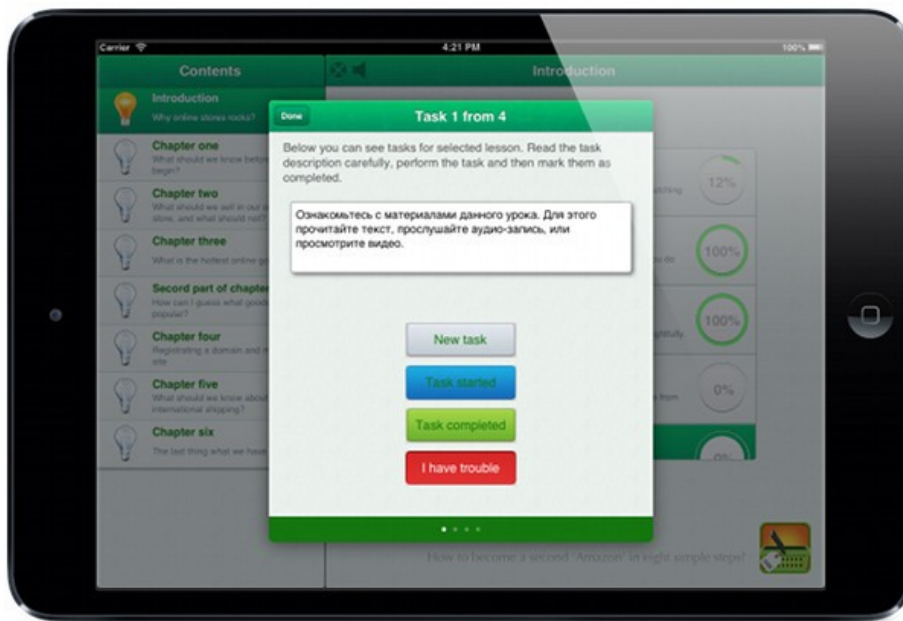 Carrier
4:21 PM
100%
Contents
Introduction
Introduction
Why online stores rocks?
Chapter one
What should we know before
begin?
Chapter two
What should we sell in our
store, and what should not?
Chapter three
What is the hottest online
Second part of chapter
How can I guess what goods
popular?
Chapter four
Registrating a domain and
site
Chapter five
What should we know about
international shipping?
Chapter six
The last thing what we have
Done
Task 1 from 4
Below you can see tasks for selected lesson. Read the task
description carefully, perform the task and then mark them as
completed.
Ознакомьтесь с материалами данного урока. Для этого
прочитайте текст, прослушайте аудио-запись, или
просмотрите видео.
New task
Task started
Task completed
I have trouble
12%
100%
do
100%
from
0%
0%
How to become a second 'Amazon' in eight simple steps!